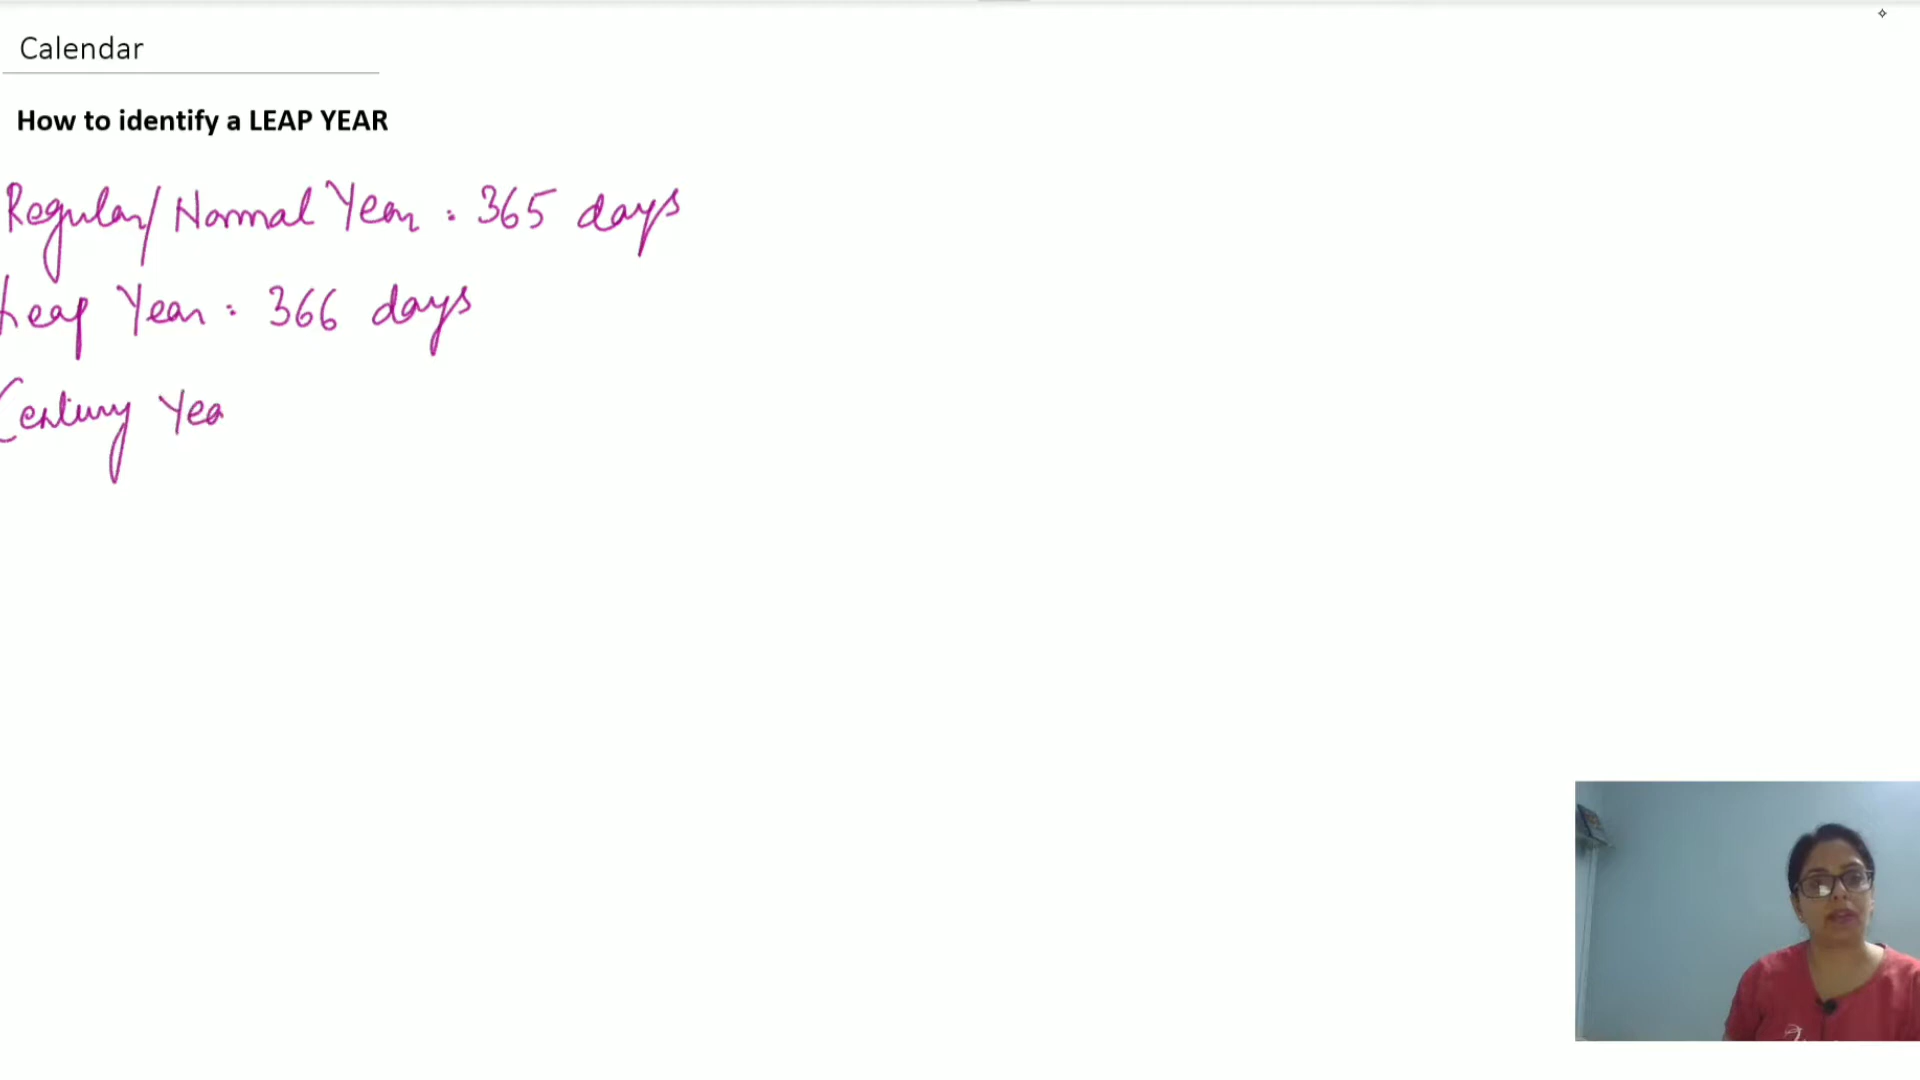 Calendar
How to identify a LEAP YEAR
Regular/Normal Year : 365 days
Leap Year : 366 days
Century Yea